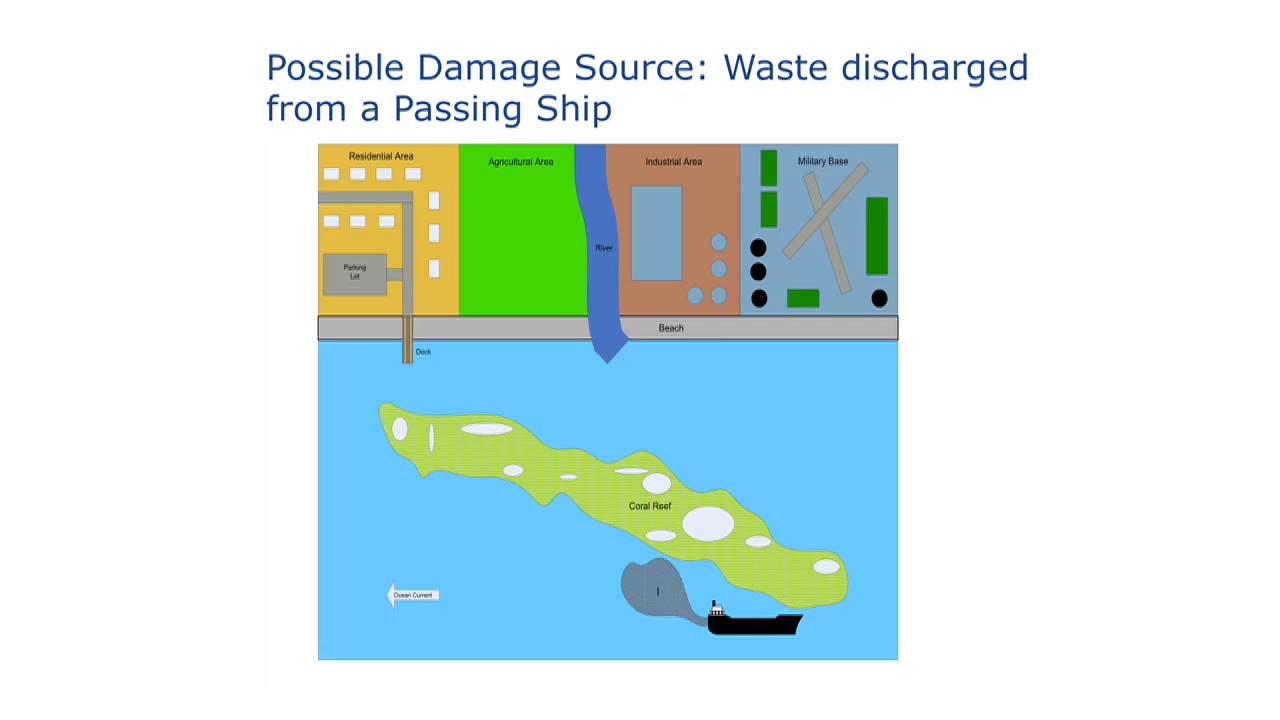 Possible Damage Source: Waste discharged
from a Passing Ship
Residential Area
Agricultural Area
Industrial Area
Military Base
River
Parking
Lot
Beach
Dock
Coral Reef
Ocean Current
I